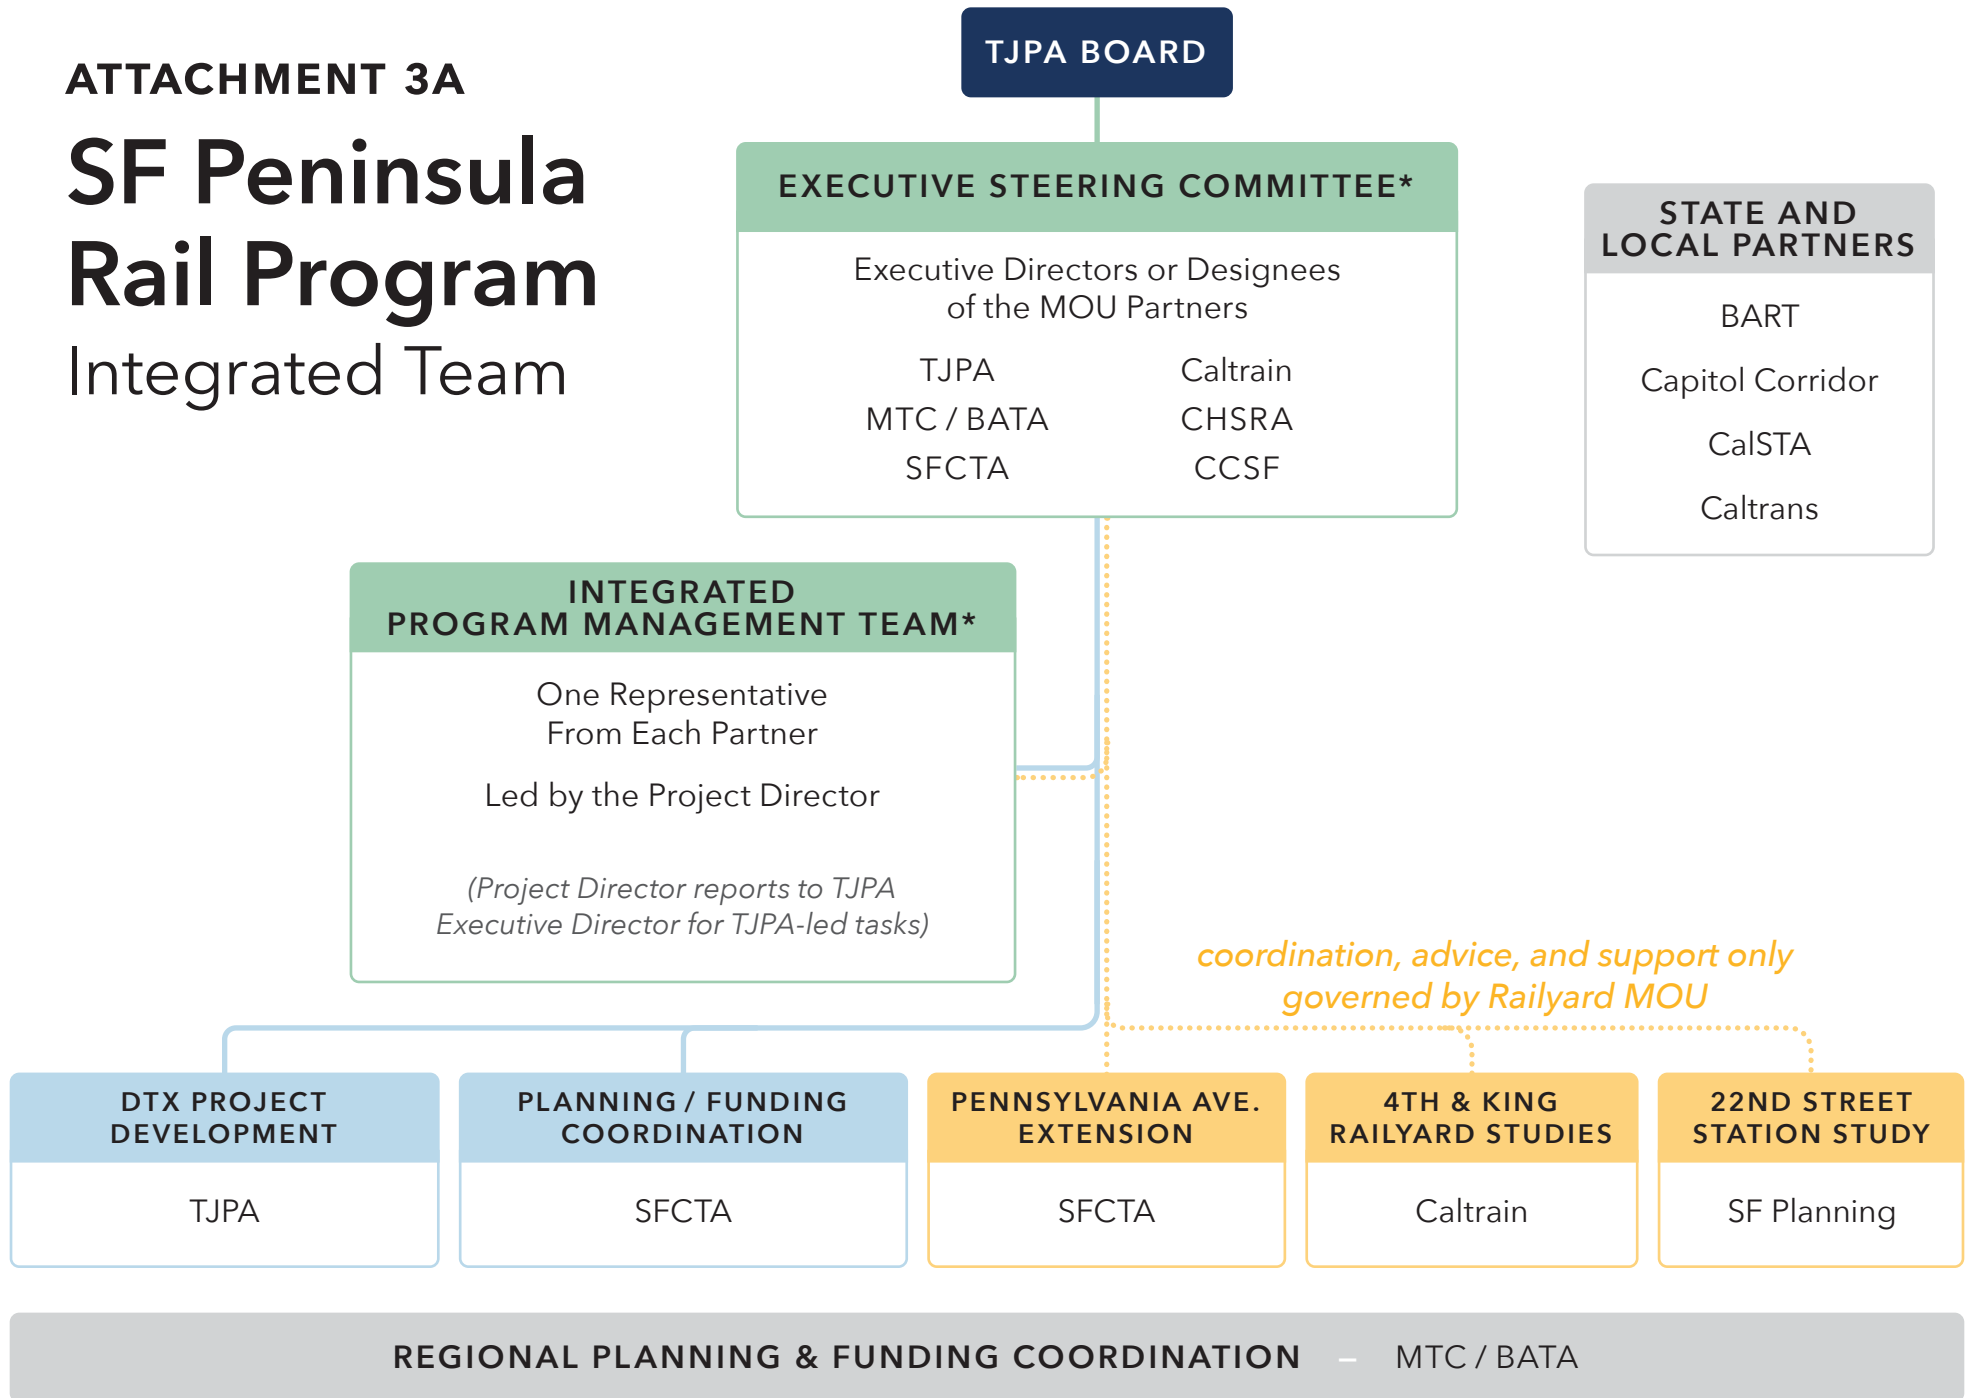 ATTACHMENT 3A
SF Peninsula
Rail Program
Integrated Team
TJPA BOARD
EXECUTIVE STEERING COMMITTEE*
Executive Directors or Designees
of the MOU Partners
TJPA
Caltrain
MTC / BATA
CHSRA
SFCTA
CCSF
STATE AND
LOCAL PARTNERS
BART
Capitol Corridor
CalSTA
Caltrans
INTEGRATED
PROGRAM MANAGEMENT TEAM*
One Representative
From Each Partner
Led by the Project Director
(Project Director reports to TJPA
Executive Director for TJPA-led tasks)
coordination, advice, and support only
governed by Railyard MOU
DTX PROJECT
DEVELOPMENT
TJPA
PLANNING / FUNDING
COORDINATION
SFCTA
PENNSYLVANIA AVE.
EXTENSION
SFCTA
4TH & KING
RAILYARD STUDIES
Caltrain
22ND STREET
STATION STUDY
SF Planning
REGIONAL PLANNING & FUNDING COORDINATION – MTC / BATA